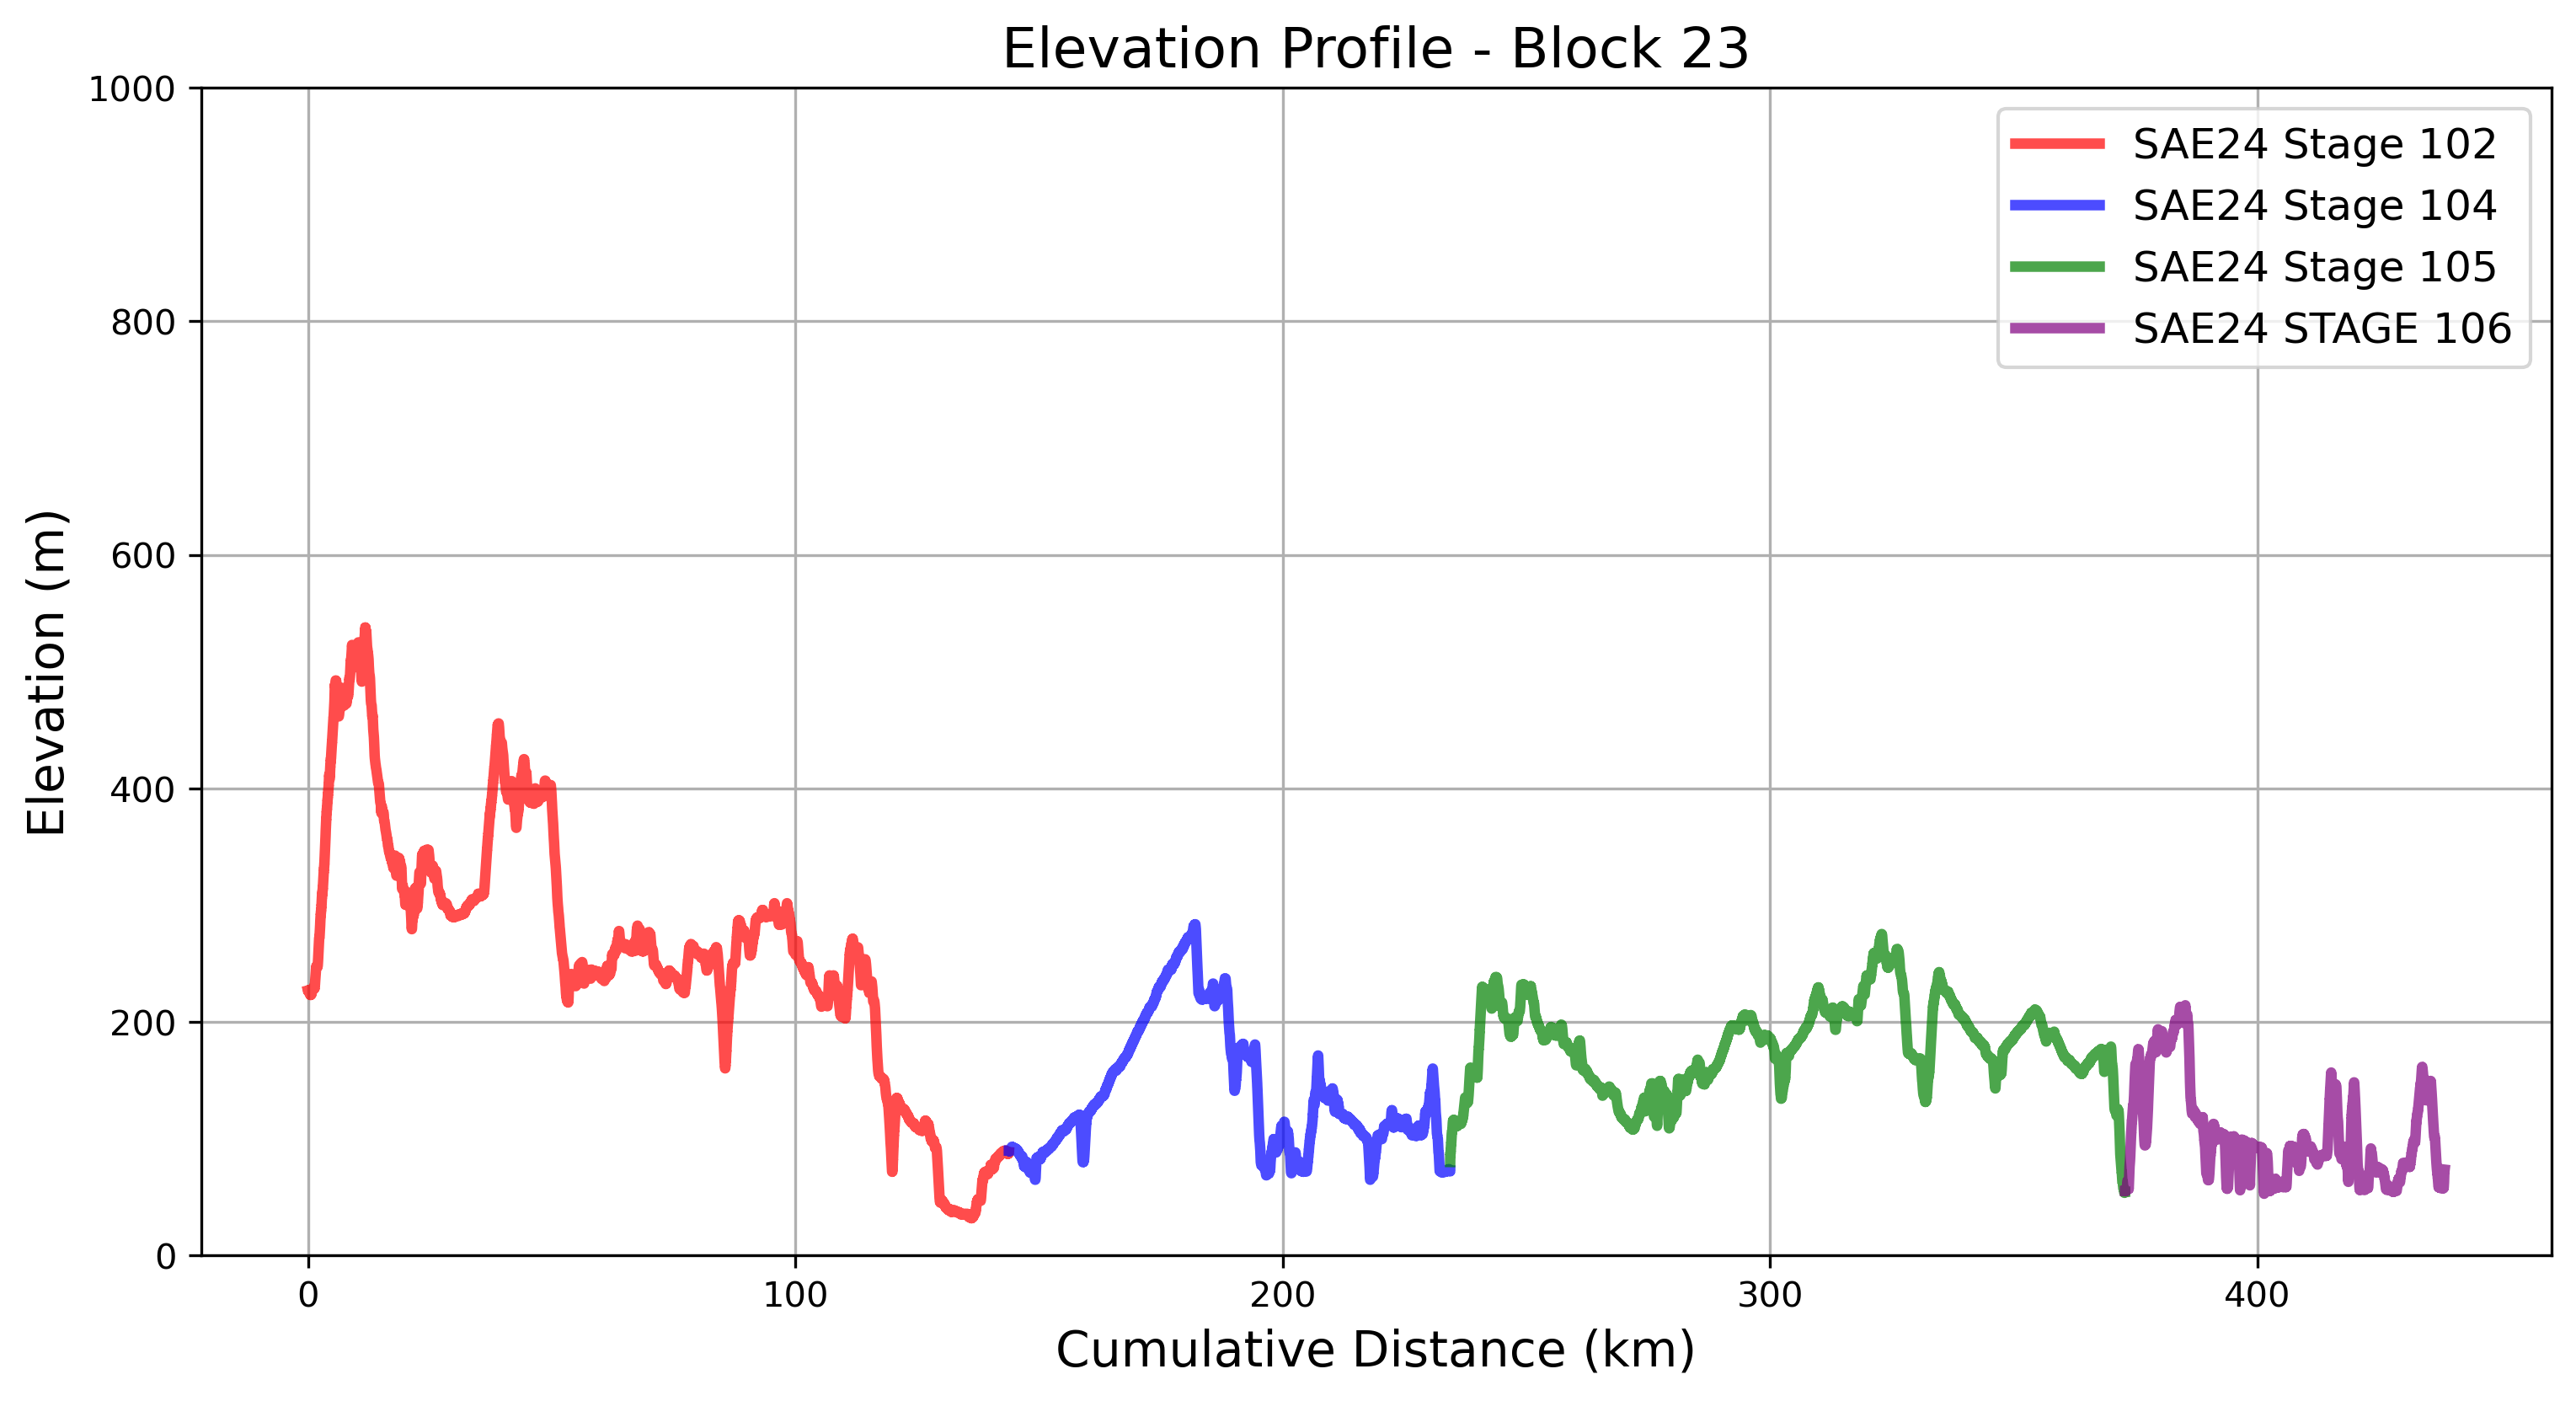 Elevation Profile - Block 23
1000
800
600
400
200
0
Elevation (m)
SAE24 Stage 102
SAE24 Stage 104
SAE24 Stage 105
SAE24 STAGE 106
0 100 200 300 400
Cumulative Distance (km)